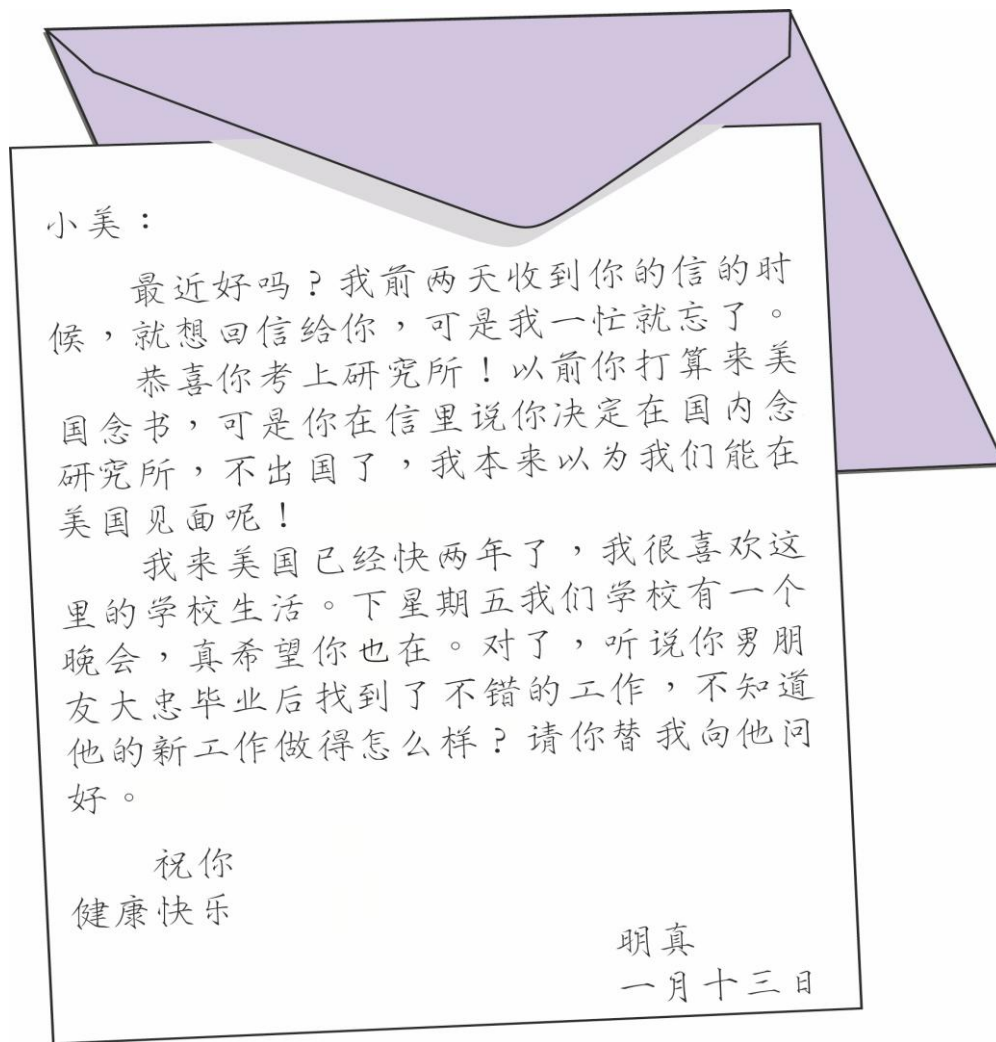 小美：
最近好吗？我前两天收到你的信的时
候，就想回信给你，可是我一忙就忘了。
恭喜你考上研究所！以前你打算来美
国念书，可是你在信里说你决定在国内念
研究所，不出国了，我本来以为我们能在
美国见面呢！
我来美国已经快两年了，我很喜欢这
里的学校生活。下星期五我们学校有一个
晚会，真希望你也在。对了，听说你男朋
友大忠毕业后找到了不错的工作，不知道
他的新工作做得怎么样？请你替我向他问
好。
祝你
健康快乐
明真
一月十三日